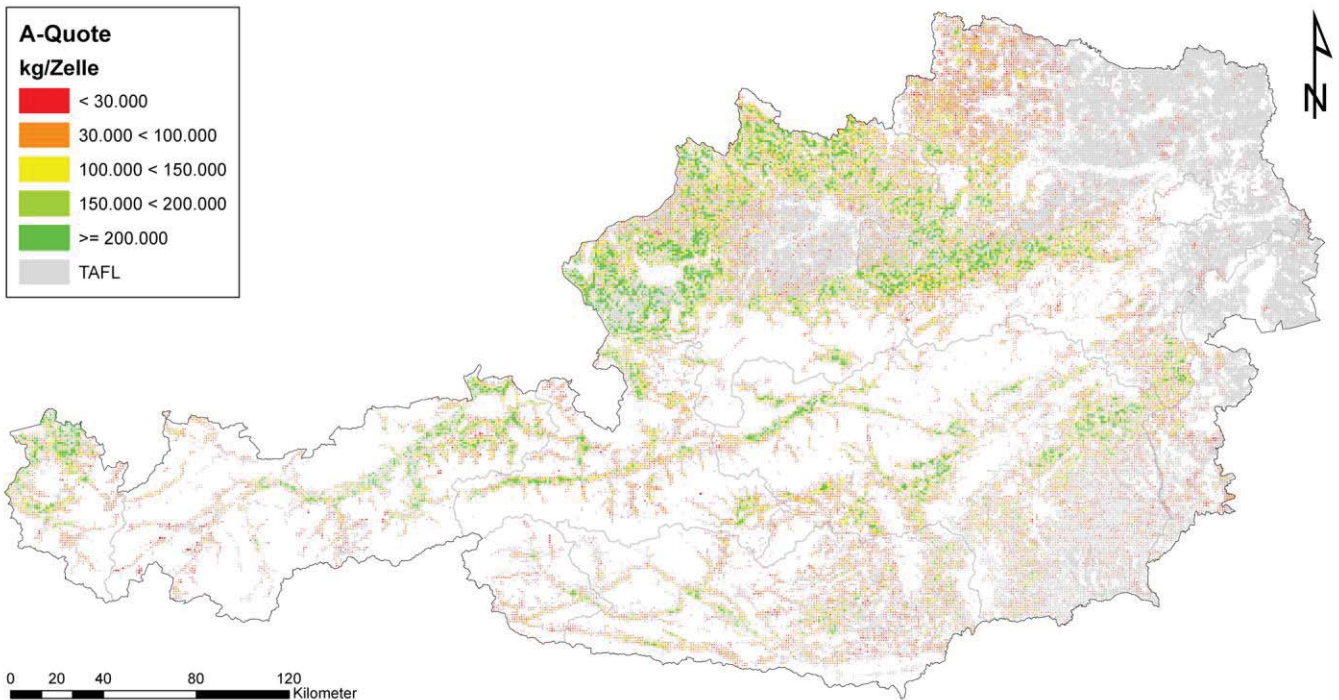 A-Quote
kg/Zelle
< 30.000
30.000 < 100.000
100.000 < 150.000
150.000 < 200.000
>= 200.000
TAFL
N
0 20 40 80 120
Kilometer